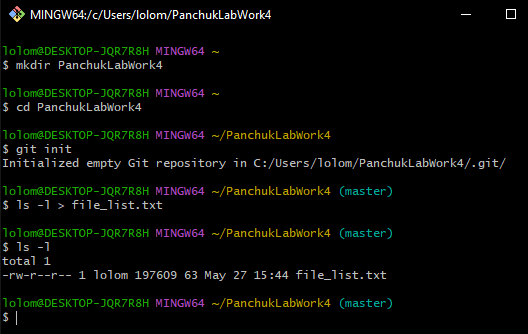 MINGW64:/c/Users/lolom/PanchukLabWork4
lolom@DESKTOP-JQR7R8H MINGW64 ~
$ mkdir PanchukLabWork4
lolom@DESKTOP-JQR7R8H MINGW64 ~
$ cd PanchukLabWork4
lolom@DESKTOP-JQR7R8H MINGW64 ~/PanchukLabWork4
$ git init
Initialized empty Git repository in C:/Users/lolom/PanchukLabWork4/.git/
lolom@DESKTOP-JQR7R8H MINGW64 ~/PanchukLabWork4 (master)
$ ls -l > file_list.txt
lolom@DESKTOP-JQR7R8H MINGW64 ~/PanchukLabWork4 (master)
$ ls -l
total 1
-rw-r--r-- 1 lolom 197609 63 May 27 15:44 file_list.txt
lolom@DESKTOP-JQR7R8H MINGW64 ~/PanchukLabWork4 (master)
$